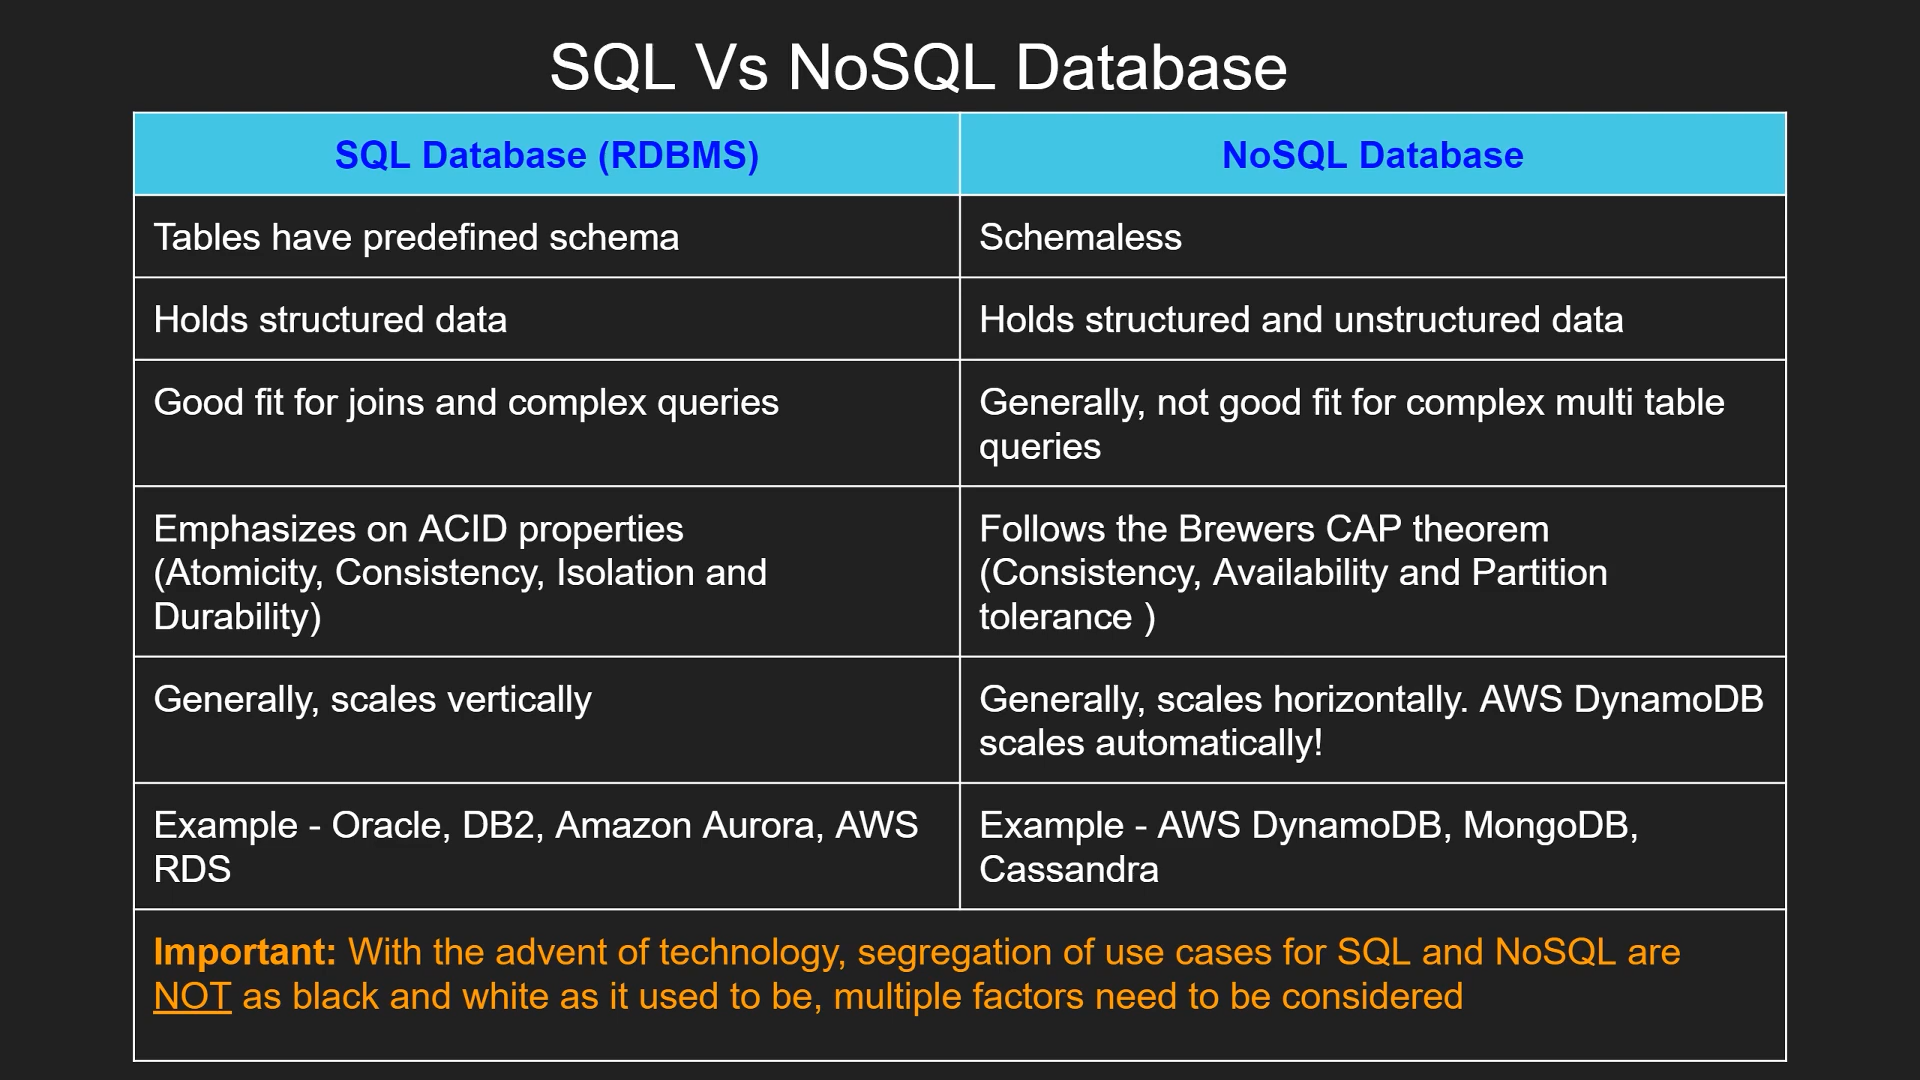 SQL Vs NoSQL Database
SQL Database (RDBMS)
NoSQL Database
Tables have predefined schema
Schemaless
Holds structured data
Holds structured and unstructured data
Good fit for joins and complex queries
Generally, not good fit for complex multi table
queries
Emphasizes on ACID properties
(Atomicity, Consistency, Isolation and
Durability)
Follows the Brewers CAP theorem
(Consistency, Availability and Partition
tolerance )
Generally, scales vertically
Generally, scales horizontally. AWS DynamoDB
scales automatically!
Example - Oracle, DB2, Amazon Aurora, AWS
RDS
Example - AWS DynamoDB, MongoDB,
Cassandra
Important: With the advent of technology, segregation of use cases for SQL and NoSQL are
NOT as black and white as it used to be, multiple factors need to be considered